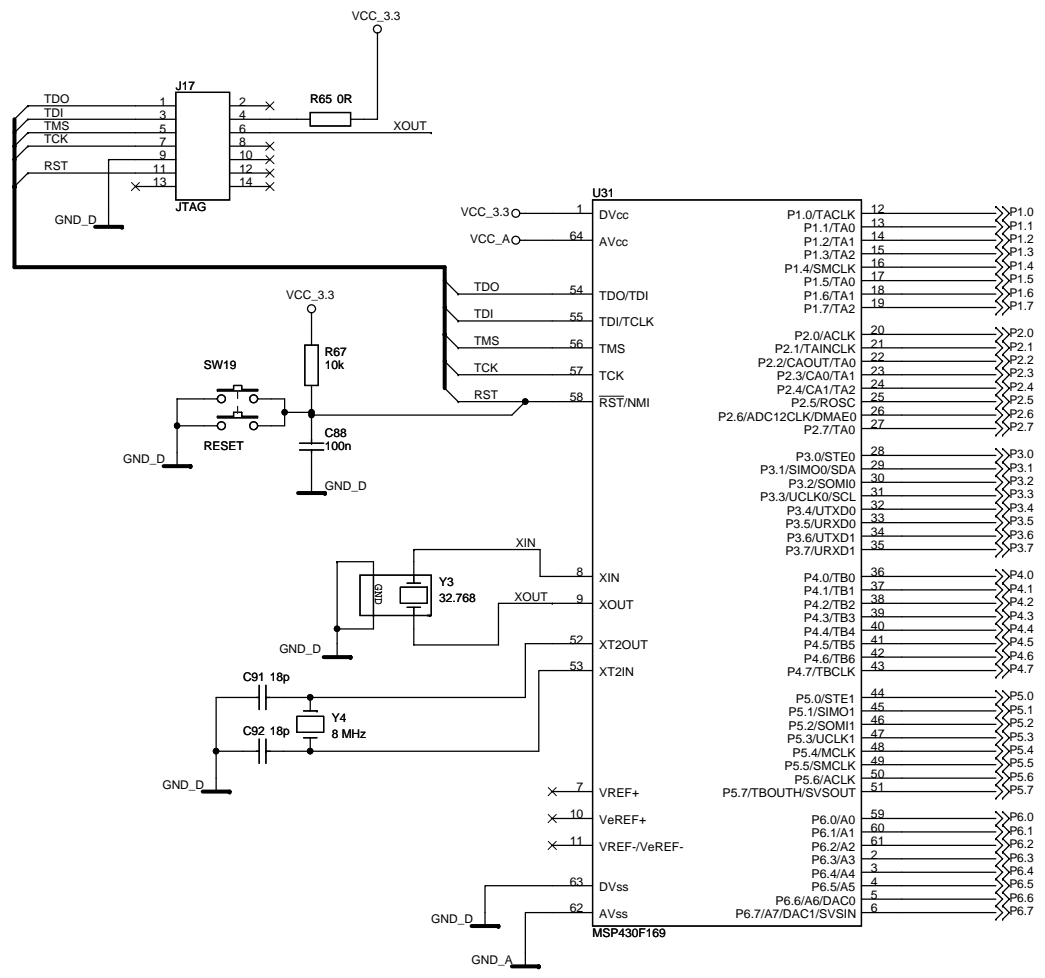 VCC_3.3
J17
R65 0R
TDO 1 2
TDI 3 4
TMS 5 6 XOUT
TCK 7 8
9 10
RST 11 12
13 14
JTAG
GND_D
U31
VCC_3.3 1 DVcc
VCC_A 64 AVcc
TDO 54 TDO/TDI
TDI 55 TDI/TCLK
TMS 56 TMS
TCK 57 TCK
RST 58 RST/NMI
VCC_3.3
R67
10k
SW19
RESET
C88
100n
GND_D
GND_D
XIN 8 XIN
XOUT 9 XOUT
Y3
32.768
GND
GND_D
52 XT2OUT
53 XT2IN
C91 18p
C92 18p
Y4
8 MHz
GND_D
7 VREF+
10 VeREF+
11 VREF-/VeREF-
63 DVss
GND_D
62 AVss
GND_A
MSP430F169
P1.0/TACLK 12 P1.0
P1.1/TA0 13 P1.1
P1.2/TA1 14 P1.2
P1.3/TA2 15 P1.3
P1.4/SMCLK 16 P1.4
P1.5/TA0 17 P1.5
P1.6/TA1 18 P1.6
P1.7/TA2 19 P1.7
P2.0/ACLK 20 P2.0
P2.1/TAINCLK 21 P2.1
P2.2/CAOUT/TA0 22 P2.2
P2.3/CA0/TA1 23 P2.3
P2.4/CA1/TA2 24 P2.4
P2.5/ROSC 25 P2.5
P2.6/ADC12CLK/DMAE0 26 P2.6
P2.7/TA0 27 P2.7
P3.0/STE0 28 P3.0
P3.1/SIMO0/SDA 29 P3.1
P3.2/SOMI0 30 P3.2
P3.3/UCLK0/SCL 31 P3.3
P3.4/UTXD0 32 P3.4
P3.5/URXD0 33 P3.5
P3.6/UTXD1 34 P3.6
P3.7/URXD1 35 P3.7
P4.0/TB0 36 P4.0
P4.1/TB1 37 P4.1
P4.2/TB2 38 P4.2
P4.3/TB3 39 P4.3
P4.4/TB4 40 P4.4
P4.5/TB5 41 P4.5
P4.6/TB6 42 P4.6
P4.7/TBCLK 43 P4.7
P5.0/STE1 44 P5.0
P5.1/SIMO1 45 P5.1
P5.2/SOMI1 46 P5.2
P5.3/UCLK1 47 P5.3
P5.4/MCLK 48 P5.4
P5.5/SMCLK 49 P5.5
P5.6/ACLK 50 P5.6
P5.7/TBOUTH/SVSOUT 51 P5.7
P6.0/A0 59 P6.0
P6.1/A1 60 P6.1
P6.2/A2 61 P6.2
P6.3/A3 2 P6.3
P6.4/A4 3 P6.4
P6.5/A5 4 P6.5
P6.6/A6/DAC0 5 P6.6
P6.7/A7/DAC1/SVSIN 6 P6.7